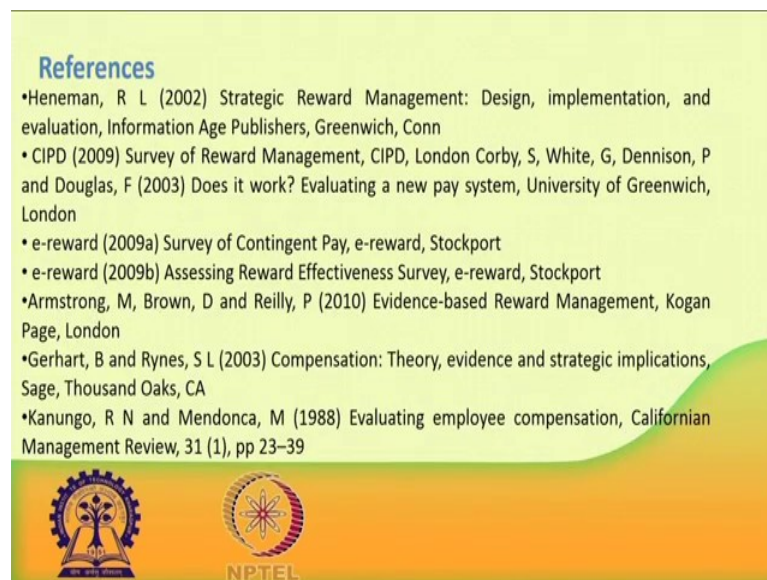 References
•Heneman, R L (2002) Strategic Reward Management: Design, implementation, and
evaluation, Information Age Publishers, Greenwich, Conn
• CIPD (2009) Survey of Reward Management, CIPD, London Corby, S, White, G, Dennison, P
and Douglas, F (2003) Does it work? Evaluating a new pay system, University of Greenwich,
London
• e-reward (2009a) Survey of Contingent Pay, e-reward, Stockport
• e-reward (2009b) Assessing Reward Effectiveness Survey, e-reward, Stockport
•Armstrong, M, Brown, D and Reilly, P (2010) Evidence-based Reward Management, Kogan
Page, London
•Gerhart, B and Rynes, S L (2003) Compensation: Theory, evidence and strategic implications,
Sage, Thousand Oaks, CA
•Kanungo, R N and Mendonca, M (1988) Evaluating employee compensation, Californian
Management Review, 31 (1), pp 23–39
NPTEL